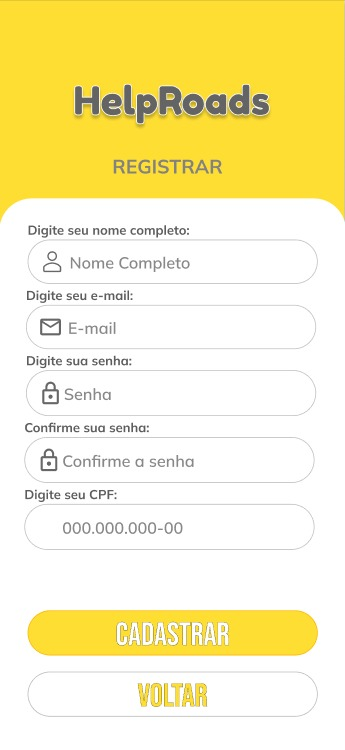 HelpRoads
REGISTRAR
Digite seu nome completo:
Nome Completo
Digite seu e-mail:
E-mail
Digite sua senha:
Senha
Confirme sua senha:
Confirme a senha
Digite seu CPF:
000.000.000-00
CADASTRAR
VOLTAR